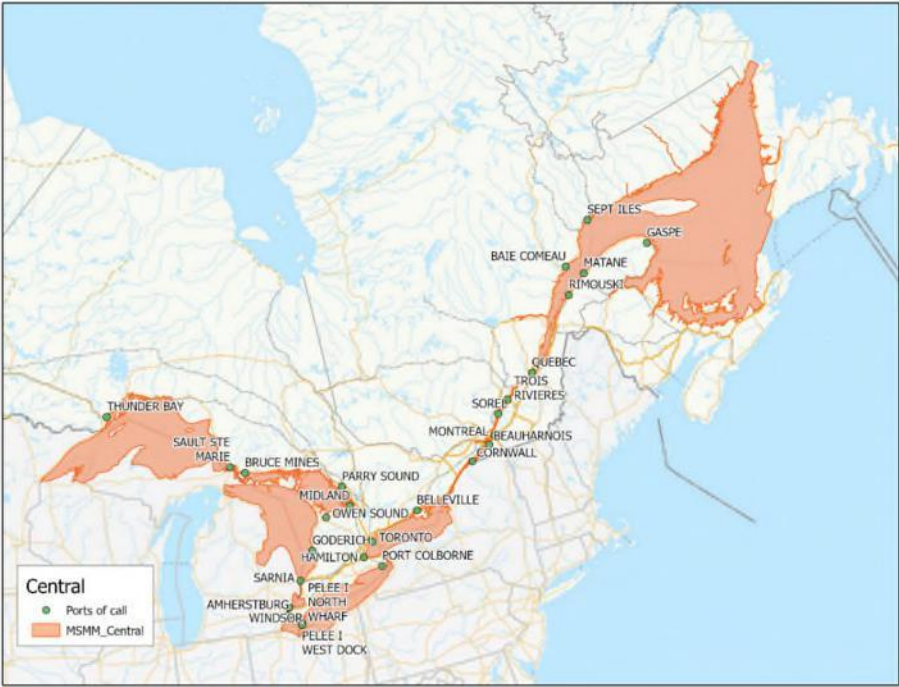 SEPT ILES
GASPE
BAIE COMEAU
MATANE
RIMOUSKI
QUEBEC
TROIS
RIVIERES
SOREL
MONTREAL
BEAUHARNOIS
CORNWALL
THUNDER BAY
SAULT STE
MARIE
BRUCE MINES
PARRY SOUND
MIDLAND
OWEN SOUND
BELLEVILLE
GODERICH
TORONTO
HAMILTON
PORT COLBORNE
SARNIA
PELEE I
NORTH
WHARF
AMHERSTBURG
WINDSOR
PELEE I
WEST DOCK
Central
Ports of call
MSMM_Central